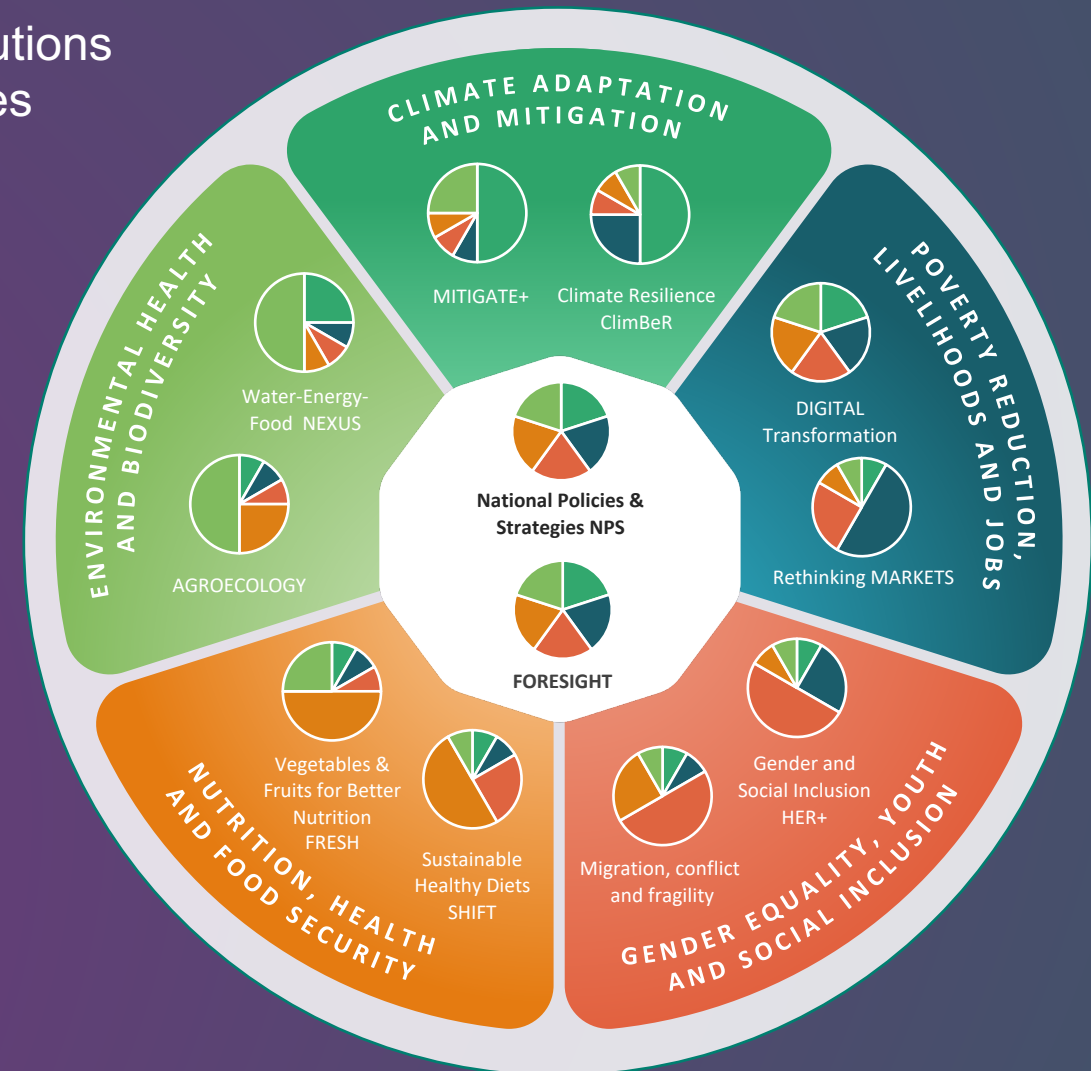 CLIMATE ADAPTATION
AND MITIGATION
MITIGATE+
Climate Resilience
ClimBeR
POVERTY REDUCTION,
LIVELIHOODS AND JOBS
DIGITAL
Transformation
Rethinking MARKETS
GENDER EQUALITY, YOUTH
AND SOCIAL INCLUSION
Gender and
Social Inclusion
HER+
Migration, conflict
and fragility
NUTRITION, HEALTH
AND FOOD SECURITY
Vegetables &
Fruits for Better
Nutrition
FRESH
Sustainable
Healthy Diets
SHIFT
ENVIRONMENTAL HEALTH
AND BIODIVERSITY
Water-Energy-
Food NEXUS
AGROECOLOGY
National Policies &
Strategies NPS
FORESIGHT